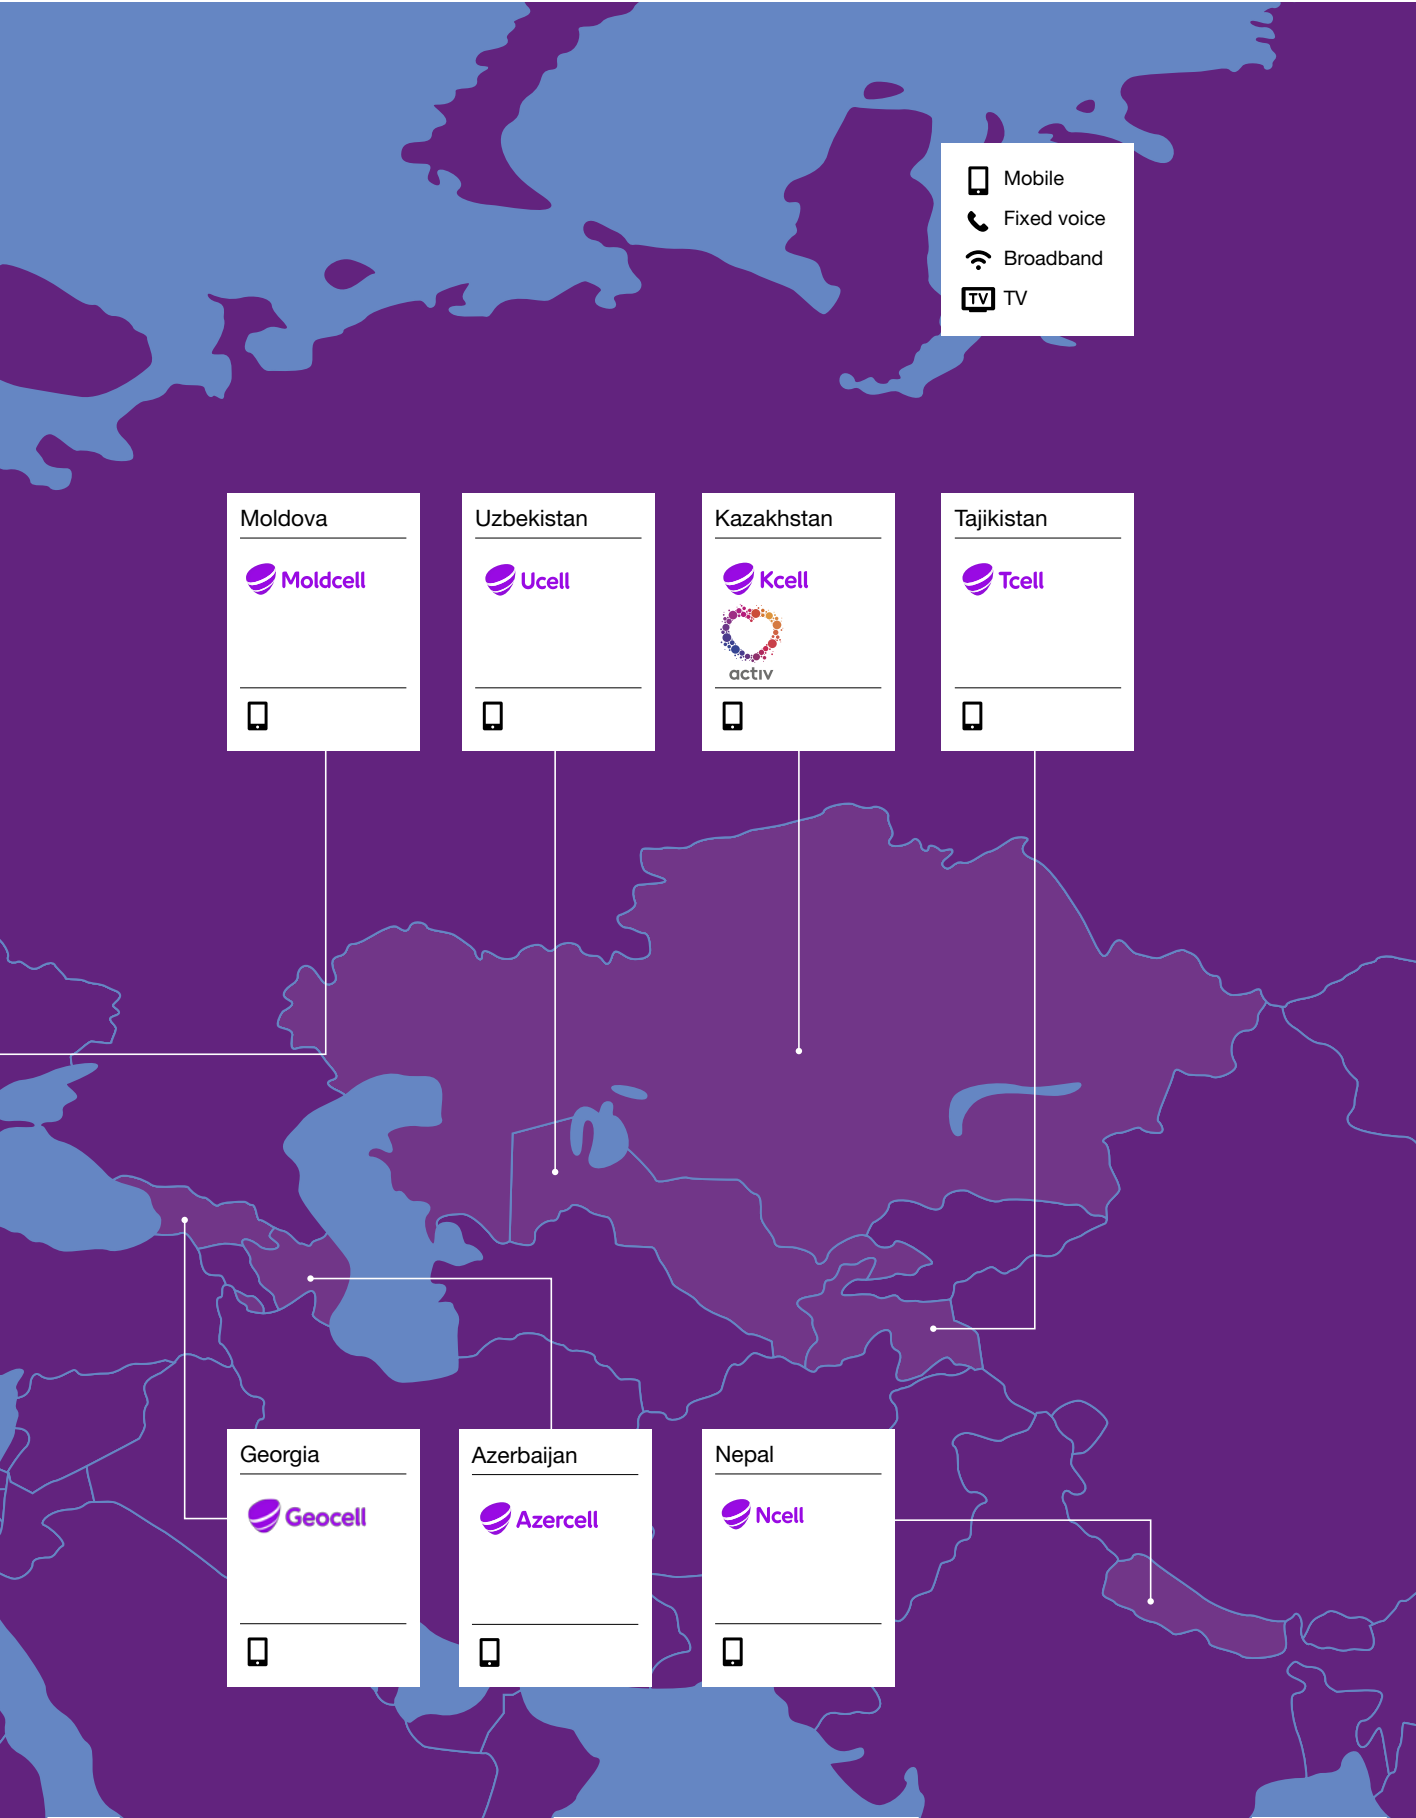 Mobile
Fixed voice
Broadband
TV TV
Moldova
Moldcell
Uzbekistan
Ucell
Kazakhstan
Kcell
activ
Tajikistan
Tcell
Georgia
Geocell
Azerbaijan
Azercell
Nepal
Ncell